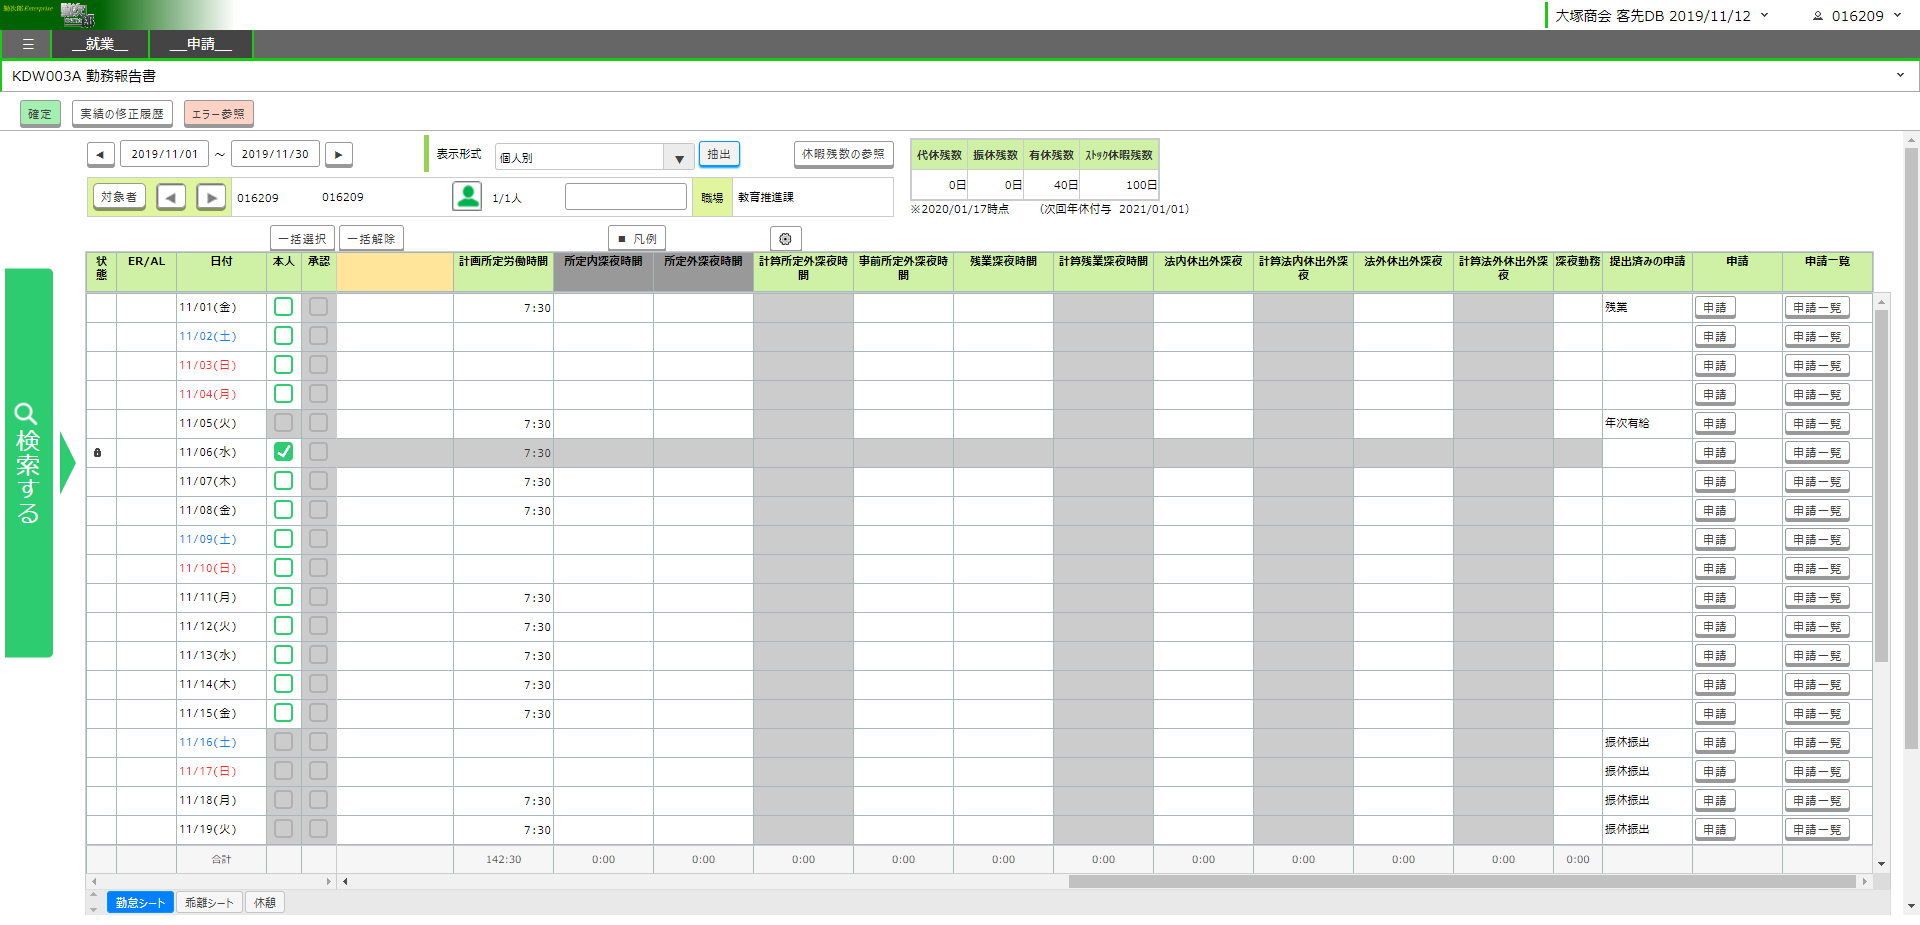 勤次郎Enterprise
大塚商会 客先DB 2019/11/12 016209
☰ __就業__ __申請__
KDW003A 勤務報告書
確定 実績の修正履歴 エラー参照
◀ 2019/11/01 ～ 2019/11/30 ▶ 表示形式 個人別 ▼ 抽出 休暇残数の参照
代休残数 振休残数 有休残数 ｽﾄｯｸ休暇残数
0日 0日 40日 100日
対象者 ◀ ▶ 016209 016209 1/1人 職場 教育推進課
※2020/01/17時点 (次回年休付与 2021/01/01)
一括選択 一括解除 ■ 凡例
状態 ER/AL 日付 本人 承認 計画所定労働時間 所定内深夜時間 所定外深夜時間 計算所定外深夜時間 事前所定外深夜時間 残業深夜時間 計算残業深夜時間 法内休出外深夜 計算法内休出外深夜 法外休出外深夜 計算法外休出外深夜 深夜勤務 提出済みの申請 申請 申請一覧
11/01(金) 7:30 残業 申請 申請一覧
11/02(土) 申請 申請一覧
11/03(日) 申請 申請一覧
11/04(月) 申請 申請一覧
11/05(火) 7:30 年次有給 申請 申請一覧
11/06(水) 7:30 申請 申請一覧
11/07(木) 7:30 申請 申請一覧
11/08(金) 7:30 申請 申請一覧
11/09(土) 申請 申請一覧
11/10(日) 申請 申請一覧
11/11(月) 7:30 申請 申請一覧
11/12(火) 7:30 申請 申請一覧
11/13(水) 7:30 申請 申請一覧
11/14(木) 7:30 申請 申請一覧
11/15(金) 7:30 申請 申請一覧
11/16(土) 振休振出 申請 申請一覧
11/17(日) 振休振出 申請 申請一覧
11/18(月) 7:30 振休振出 申請 申請一覧
11/19(火) 7:30 振休振出 申請 申請一覧
合計 142:30 0:00 0:00 0:00 0:00 0:00 0:00 0:00 0:00 0:00 0:00 0:00
勤怠シート 乖離シート 休憩
検索する